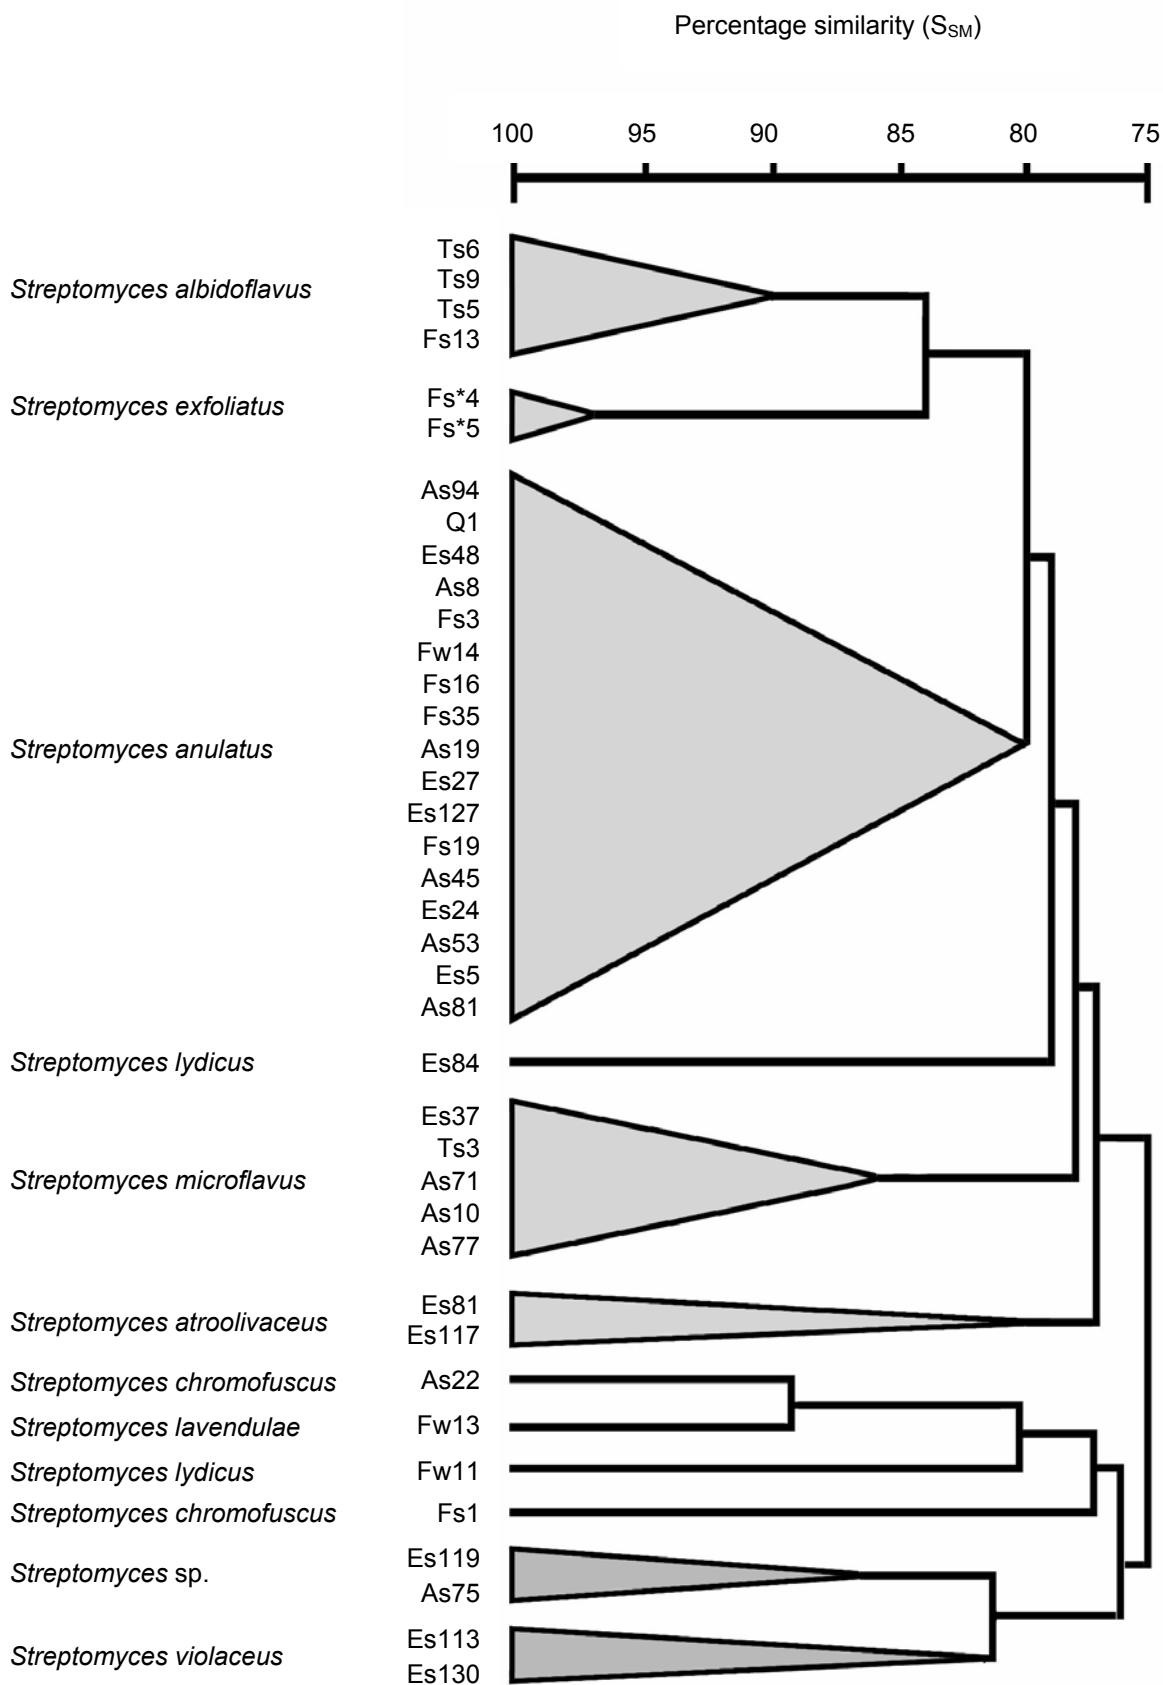 Percentage similarity (SSM)
100 95 90 85 80 75
Ts6
Ts9
Streptomyces albidoflavus
Ts5
Fs13
Fs*4
Streptomyces exfoliatus
Fs*5
As94
Q1
Es48
As8
Fs3
Fw14
Fs16
Fs35
Streptomyces anulatus As19
Es27
Es127
Fs19
As45
Es24
As53
Es5
As81
Streptomyces lydicus Es84
Es37
Ts3
Streptomyces microflavus As71
As10
As77
Es81
Streptomyces atroolivaceus
Es117
Streptomyces chromofuscus As22
Streptomyces lavendulae Fw13
Streptomyces lydicus Fw11
Streptomyces chromofuscus Fs1
Es119
Streptomyces sp.
As75
Es113
Streptomyces violaceus
Es130